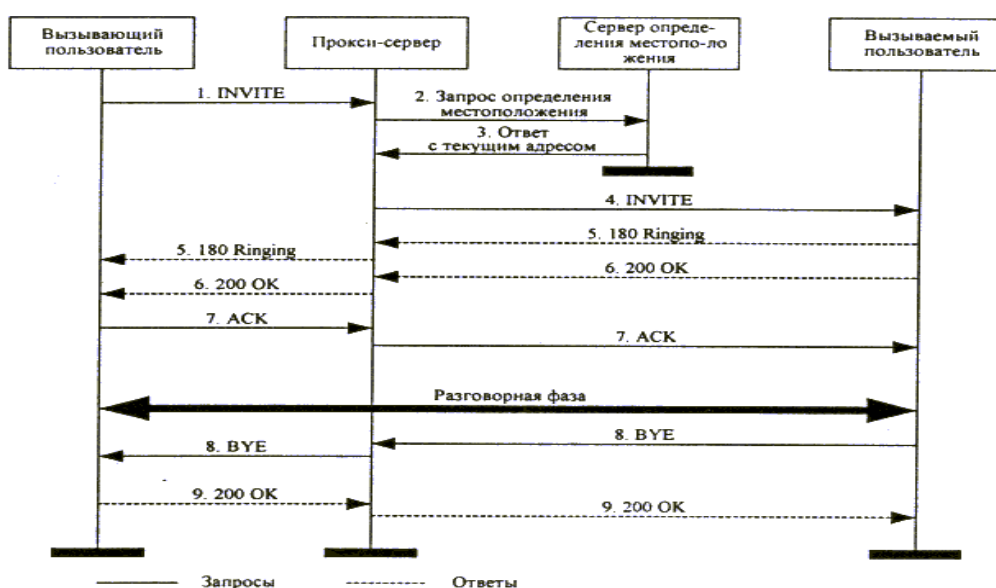 Вызывающий
пользователь
Прокси-сервер
Сервер опреде-
ления местопо-ло
жения
Вызываемый
пользователь
1. INVITE
2. Запрос определения
местоположения
3. Ответ
с текущим адресом
4. INVITE
5. 180 Ringing
5. 180 Ringing
6. 200 OK
6. 200 OK
7. ACK
7. ACK
Разговорная фаза
8. BYE
8. BYE
9. 200 OK
9. 200 OK
Запросы
Ответы